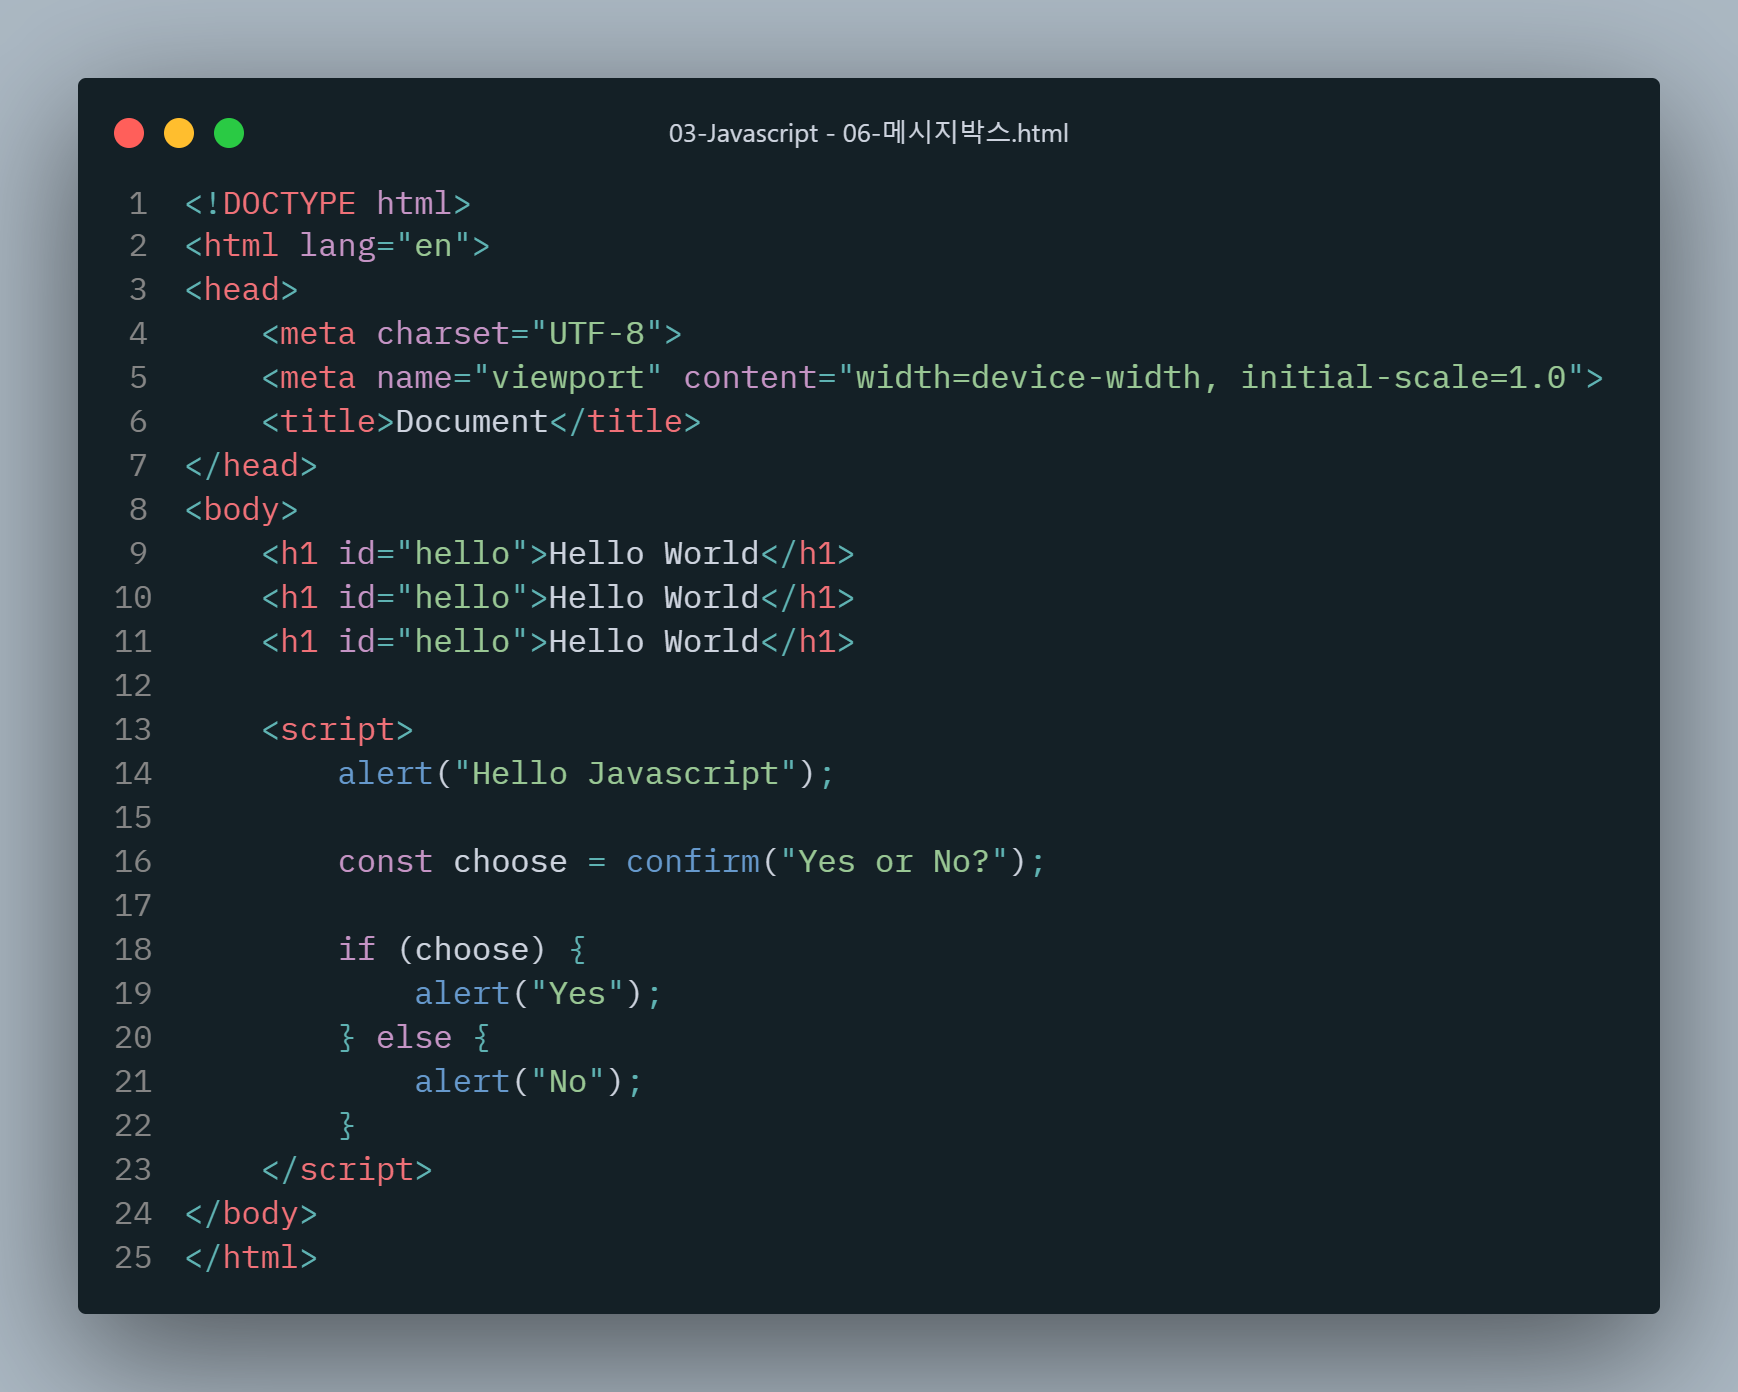 03-Javascript - 06-메시지박스.html
1 <!DOCTYPE html>
2 <html lang="en">
3 <head>
4     <meta charset="UTF-8">
5     <meta name="viewport" content="width=device-width, initial-scale=1.0">
6     <title>Document</title>
7 </head>
8 <body>
9     <h1 id="hello">Hello World</h1>
10     <h1 id="hello">Hello World</h1>
11     <h1 id="hello">Hello World</h1>
12
13     <script>
14         alert("Hello Javascript");
15
16         const choose = confirm("Yes or No?");
17
18         if (choose) {
19             alert("Yes");
20         } else {
21             alert("No");
22         }
23     </script>
24 </body>
25 </html>